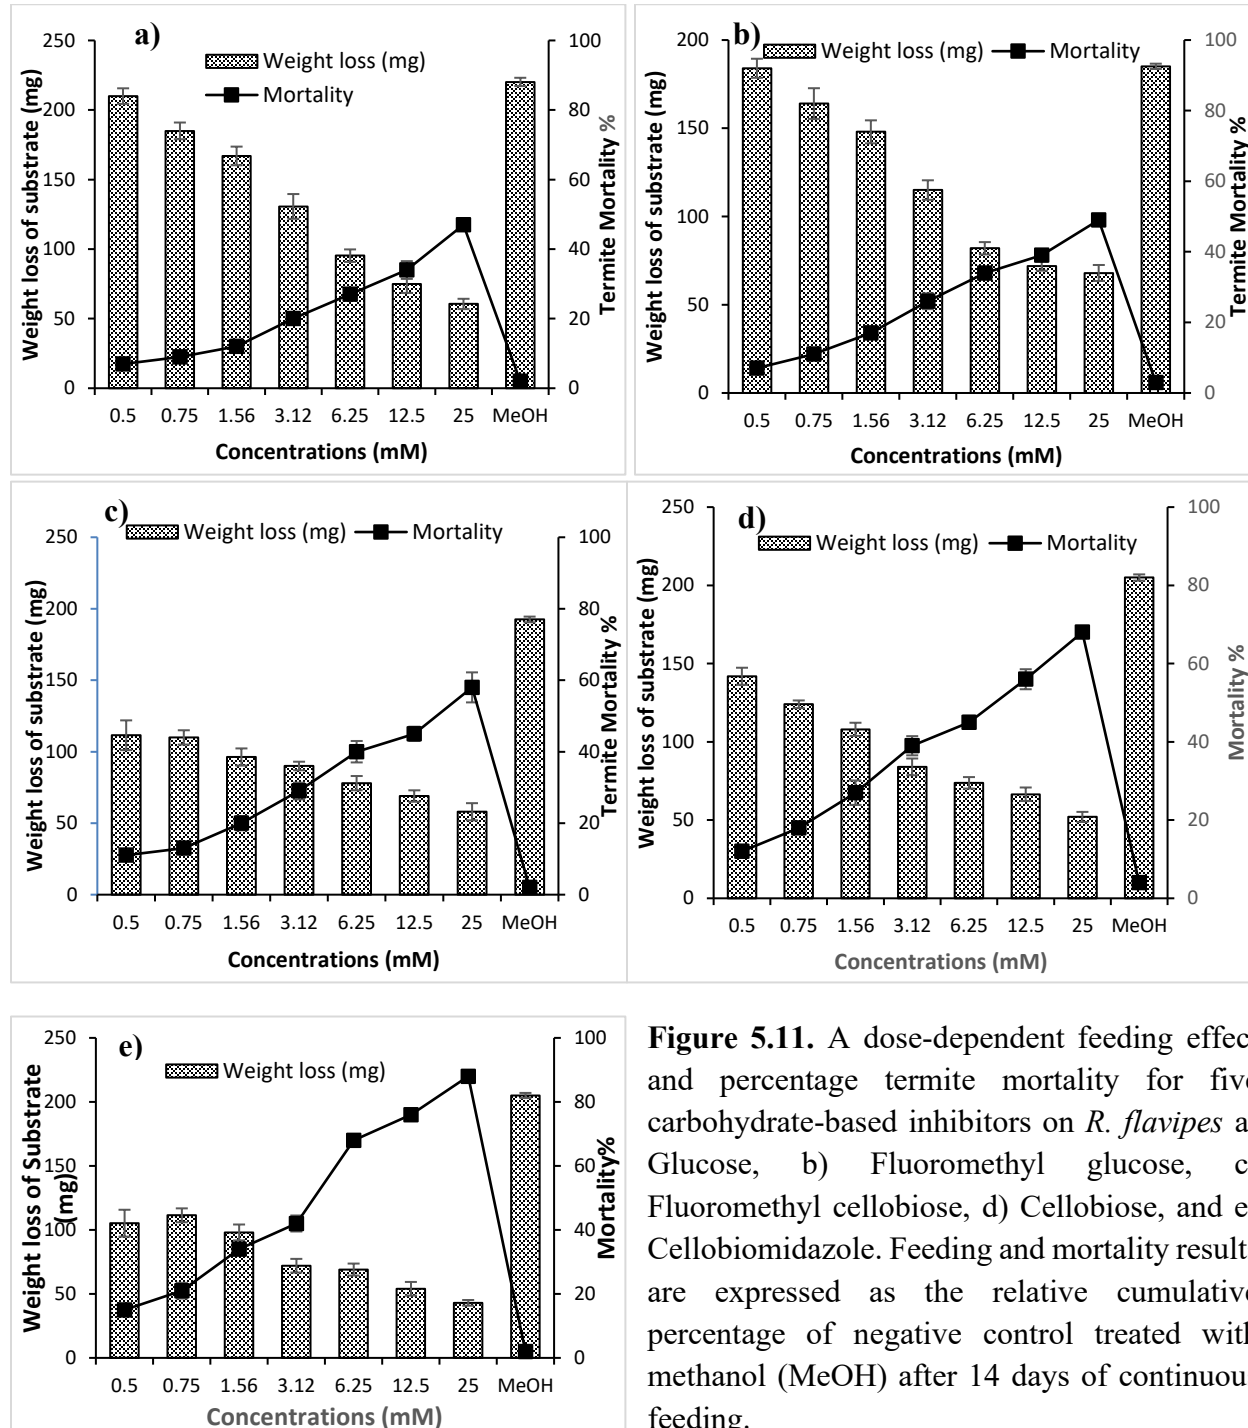 a)
Weight loss (mg)
Mortality
Weight loss of substrate (mg)
250
200
150
100
50
0
100
80
60
40
20
0
Termite Mortality %
0.5 0.75 1.56 3.12 6.25 12.5 25 MeOH
Concentrations (mM)
b)
Weight loss (mg) Mortality
Weight loss of substrate (mg)
200
150
100
50
0
100
80
60
40
20
0
Termite Mortality %
0.5 0.75 1.56 3.12 6.25 12.5 25 MeOH
Concentrations (mM)
c)
Weight loss (mg) Mortality
Weight loss of substrate (mg)
250
200
150
100
50
0
100
80
60
40
20
0
Termite Mortality %
0.5 0.75 1.56 3.12 6.25 12.5 25 MeOH
Concentrations (mM)
d)
Weight loss (mg) Mortality
Weight loss of substrate (mg)
250
200
150
100
50
0
100
80
60
40
20
0
Mortality %
0.5 0.75 1.56 3.12 6.25 12.5 25 MeOH
Concentrations (mM)
e)
Weight loss (mg)
Weight loss of Substrate
(mg)
250
200
150
100
50
0
100
80
60
40
20
0
Mortality%
0.5 0.75 1.56 3.12 6.25 12.5 25 MeOH
Concentrations (mM)
Figure 5.11. A dose-dependent feeding effec
and percentage termite mortality for five
carbohydrate-based inhibitors on R. flavipes a
Glucose, b) Fluoromethyl glucose, c
Fluoromethyl cellobiose, d) Cellobiose, and e
Cellobiomidazole. Feeding and mortality result
are expressed as the relative cumulative
percentage of negative control treated with
methanol (MeOH) after 14 days of continuou
feeding.